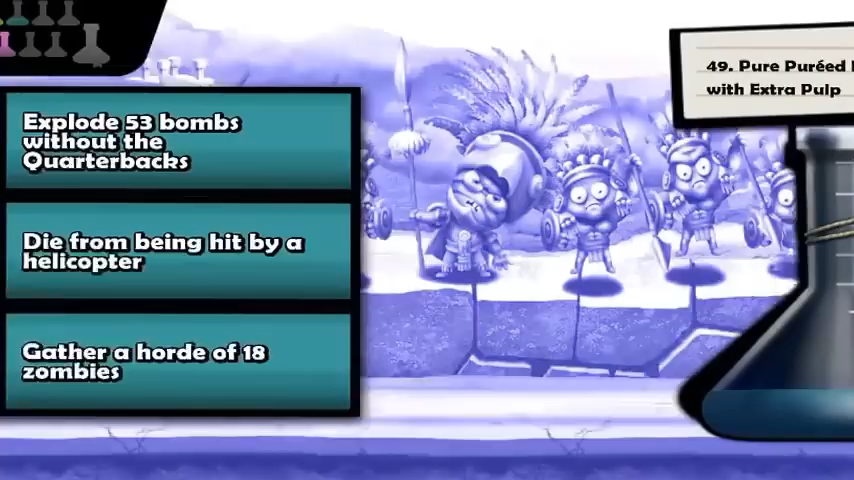 Explode 53 bombs
without the
Quarterbacks
Die from being hit by a
helicopter
Gather a horde of 18
zombies
49. Pure Puréed
with Extra Pulp